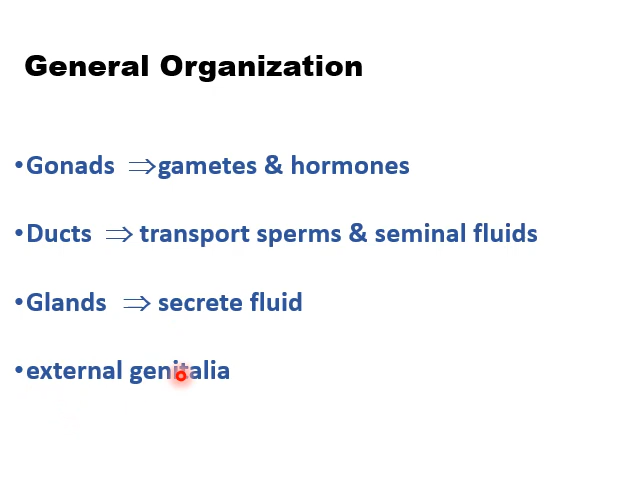 General Organization
•Gonads ⇒gametes & hormones
•Ducts ⇒ transport sperms & seminal fluids
•Glands ⇒ secrete fluid
•external genitalia